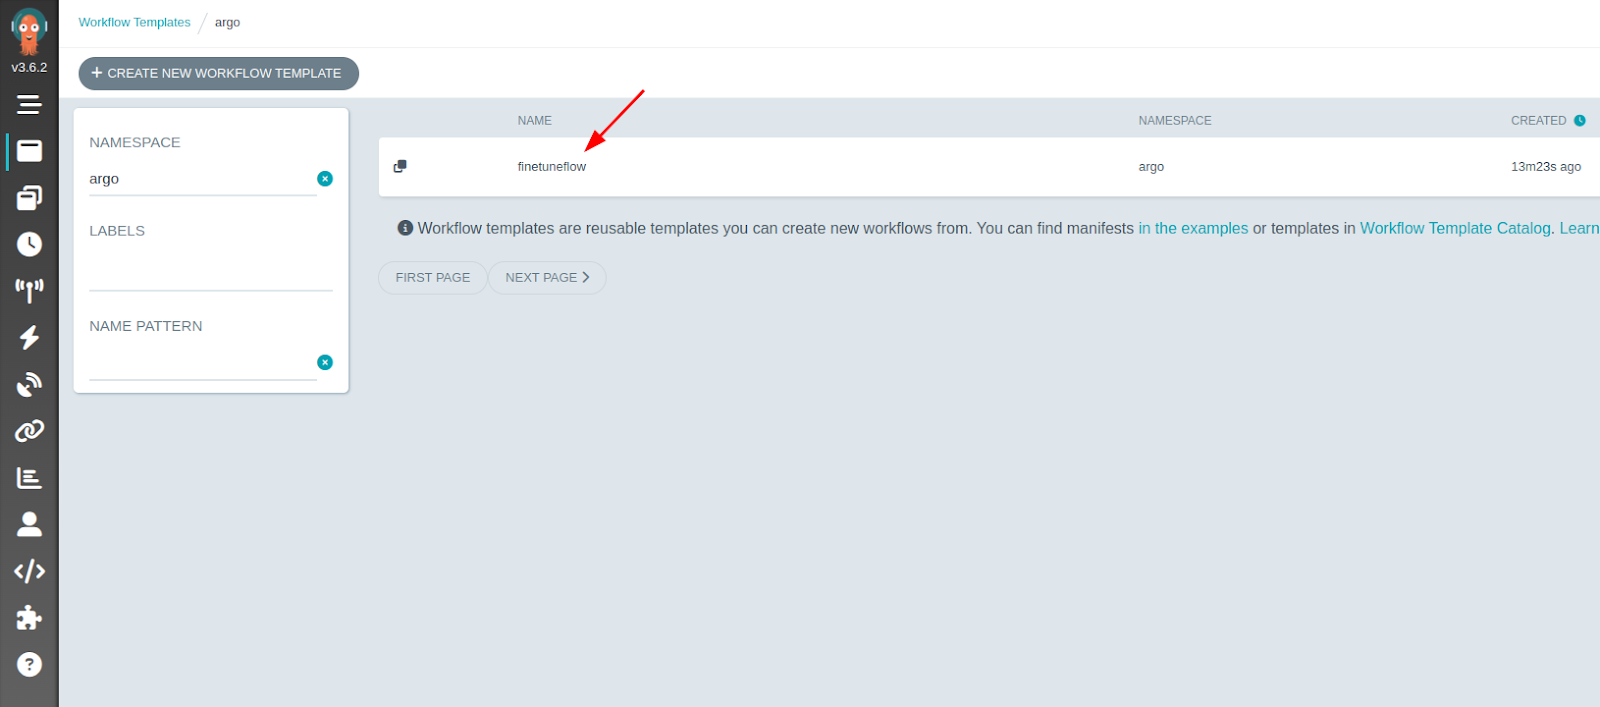 Workflow Templates / argo
v3.6.2
+ CREATE NEW WORKFLOW TEMPLATE
NAMESPACE
argo
LABELS
NAME PATTERN
NAME NAMESPACE CREATED
finetuneflow argo 13m23s ago
Workflow templates are reusable templates you can create new workflows from. You can find manifests in the examples or templates in Workflow Template Catalog. Learn
FIRST PAGE NEXT PAGE